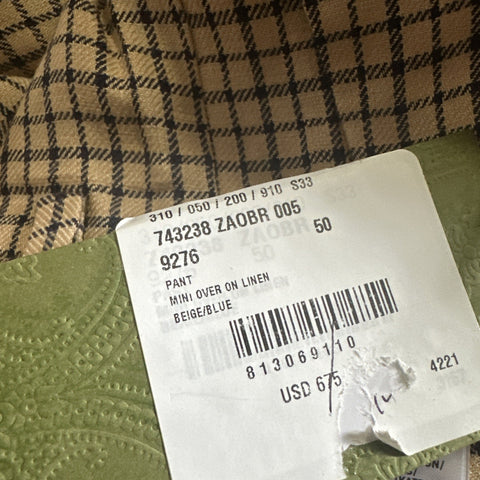 310 / 050 / 200 / 910 S33
743238 ZAOBR 005
9276 50
PANT
MINI OVER ON LINEN
BEIGE/BLUE
813069110
USD 675
4221